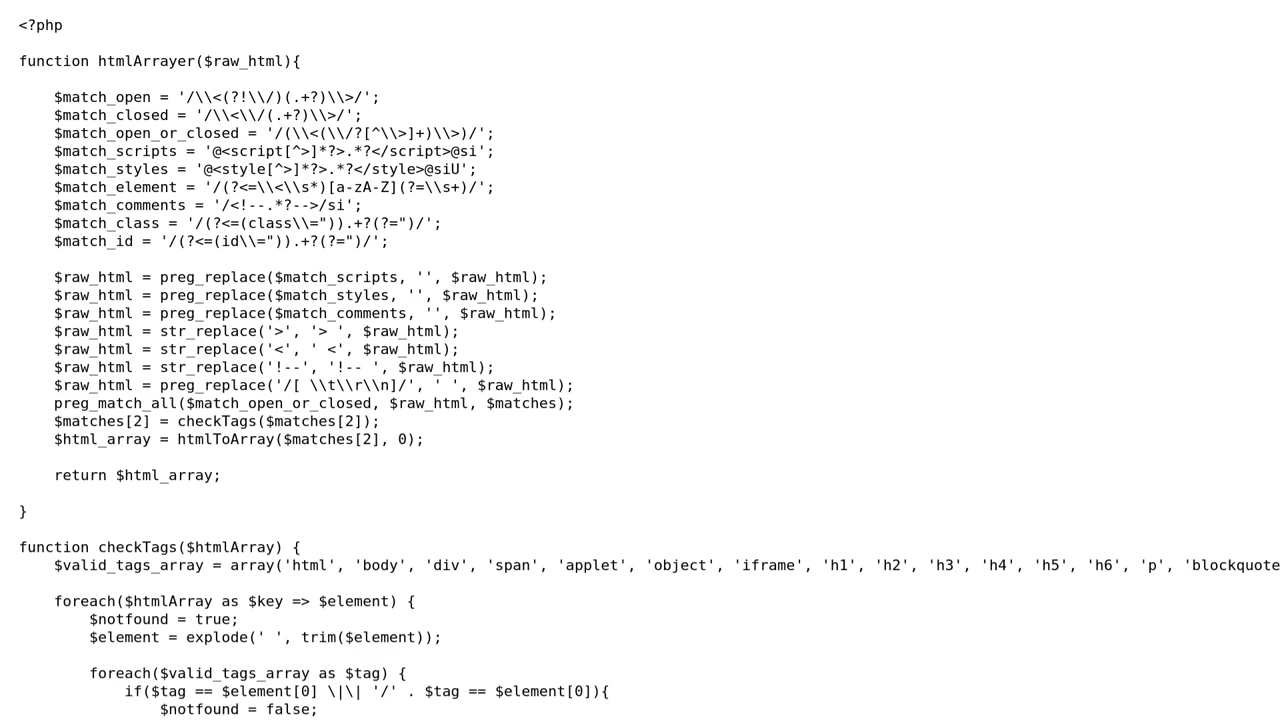 <?php
function htmlArrayer($raw_html){
    $match_open = '/\\<(?!\\/)(.+?)\\>/';
    $match_closed = '/\\<\\/(.+?)\\>/';
    $match_open_or_closed = '/(\\<(\\/?[^\\>]+)\\>)/';
    $match_scripts = '@<script[^>]*?>.*?</script>@si';
    $match_styles = '@<style[^>]*?>.*?</style>@siU';
    $match_element = '/(?<=\\<\\s*)[a-zA-Z](?=\\s+)/';
    $match_comments = '/<!--.*?-->/si';
    $match_class = '/(?<=(class\\=")).+?(?=")/';
    $match_id = '/(?<=(id\\=")).+?(?=")/';
    $raw_html = preg_replace($match_scripts, '', $raw_html);
    $raw_html = preg_replace($match_styles, '', $raw_html);
    $raw_html = preg_replace($match_comments, '', $raw_html);
    $raw_html = str_replace('>', '> ', $raw_html);
    $raw_html = str_replace('<', ' <', $raw_html);
    $raw_html = str_replace('!--', '!-- ', $raw_html);
    $raw_html = preg_replace('/[ \\t\\r\\n]/', ' ', $raw_html);
    preg_match_all($match_open_or_closed, $raw_html, $matches);
    $matches[2] = checkTags($matches[2]);
    $html_array = htmlToArray($matches[2], 0);
    return $html_array;
}
function checkTags($htmlArray) {
    $valid_tags_array = array('html', 'body', 'div', 'span', 'applet', 'object', 'iframe', 'h1', 'h2', 'h3', 'h4', 'h5', 'h6', 'p', 'blockquote
    foreach($htmlArray as $key => $element) {
        $notfound = true;
        $element = explode(' ', trim($element));
        foreach($valid_tags_array as $tag) {
            if($tag == $element[0] \|\| '/' . $tag == $element[0]){
                $notfound = false;